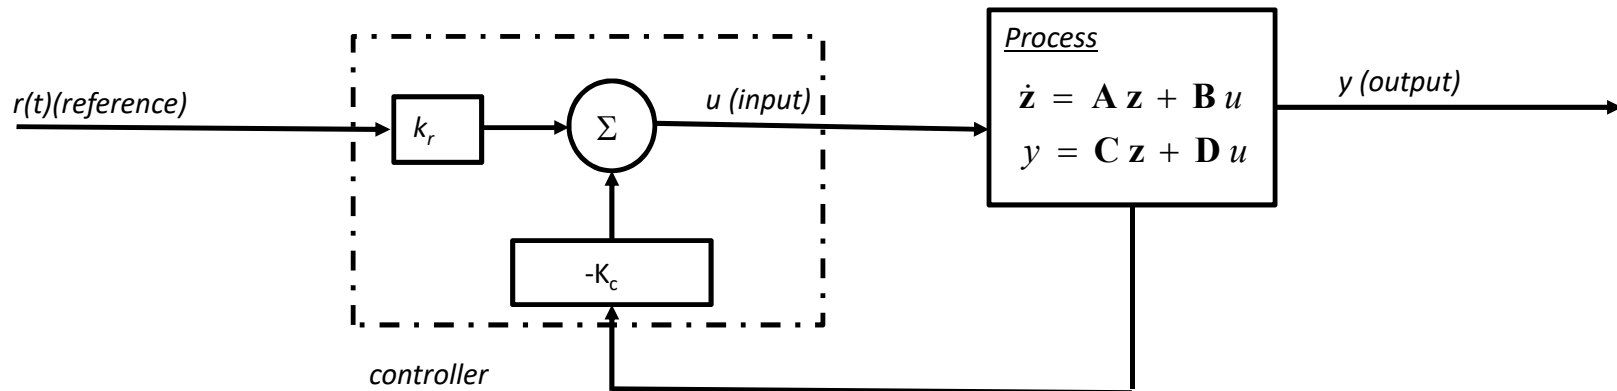 r(t)(reference)
k_r
Σ
u (input)
-K_c
controller
Process
ż = A z + B u
y = C z + D u
y (output)